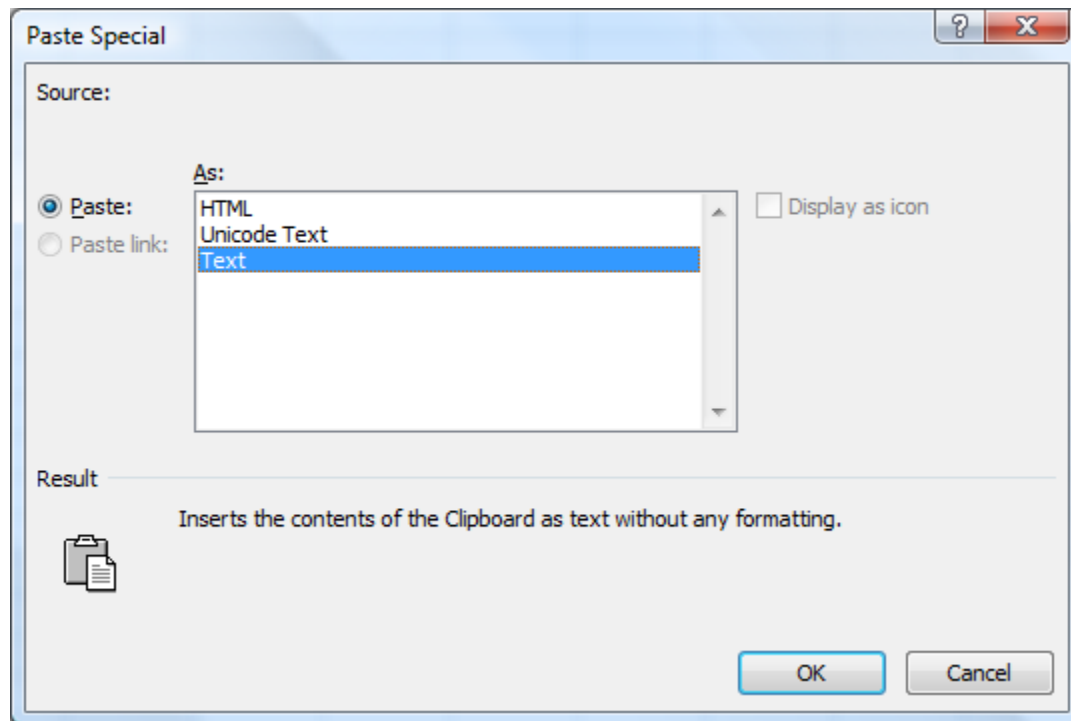 Paste Special
Source:
As:
Paste:
Paste link:
HTML
Unicode Text
Text
Display as icon
Result
Inserts the contents of the Clipboard as text without any formatting.
OK
Cancel